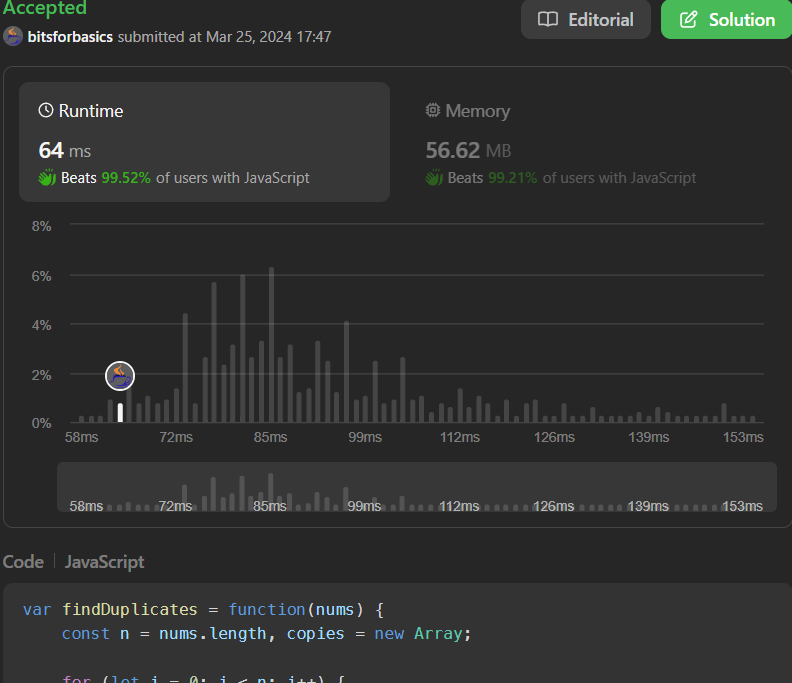 Accepted
Editorial
Solution
bitsforbasics submitted at Mar 25, 2024 17:47
Runtime
Memory
64 ms
56.62 MB
Beats 99.52% of users with JavaScript
Beats 99.21% of users with JavaScript
8%
6%
4%
2%
0%
58ms 72ms 85ms 99ms 112ms 126ms 139ms 153ms
58ms 72ms 85ms 99ms 112ms 126ms 139ms 153ms
Code JavaScript
var findDuplicates = function(nums) {
const n = nums.length, copies = new Array;
for (let i = 0; i < n; i++) {